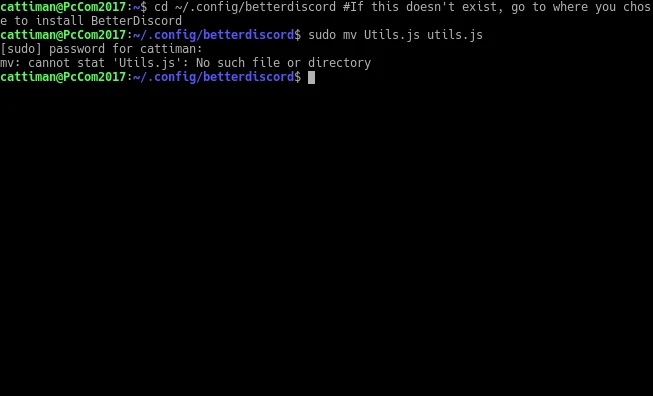 cattiman@PcCom2017:~$ cd ~/.config/betterdiscord #If this doesn't exist, go to where you chos
e to install BetterDiscord
cattiman@PcCom2017:~/.config/betterdiscord$ sudo mv Utils.js utils.js
[sudo] password for cattiman:
mv: cannot stat 'Utils.js': No such file or directory
cattiman@PcCom2017:~/.config/betterdiscord$